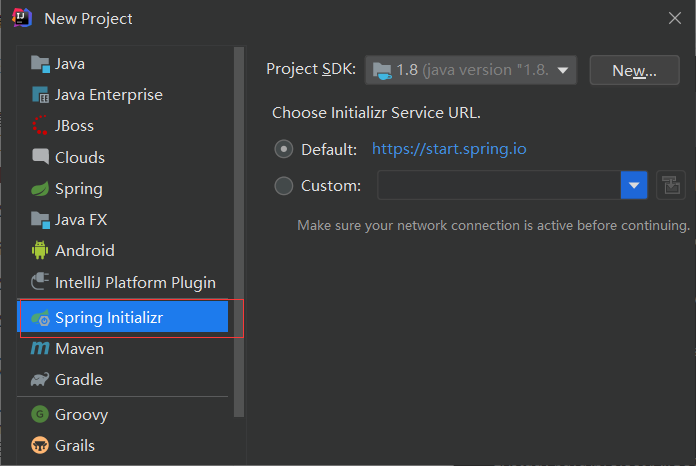 New Project
Java
Java Enterprise
JBoss
Clouds
Spring
Java FX
Android
IntelliJ Platform Plugin
Spring Initializr
Maven
Gradle
Groovy
Grails
Project SDK: 1.8 (java version "1.8. New...
Choose Initializr Service URL.
Default: https://start.spring.io
Custom:
Make sure your network connection is active before continuing.